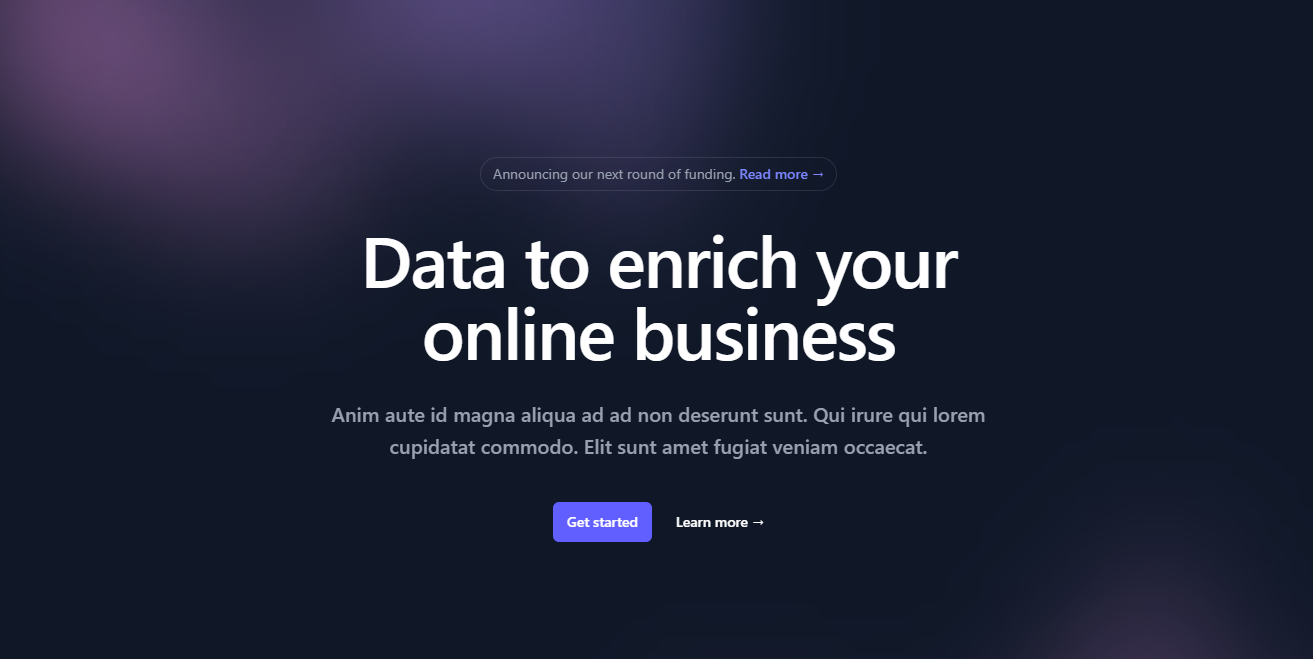 Announcing our next round of funding. Read more →
Data to enrich your
online business
Anim aute id magna aliqua ad ad non deserunt sunt. Qui irure qui lorem
cupidatat commodo. Elit sunt amet fugiat veniam occaecat.
Get started
Learn more →